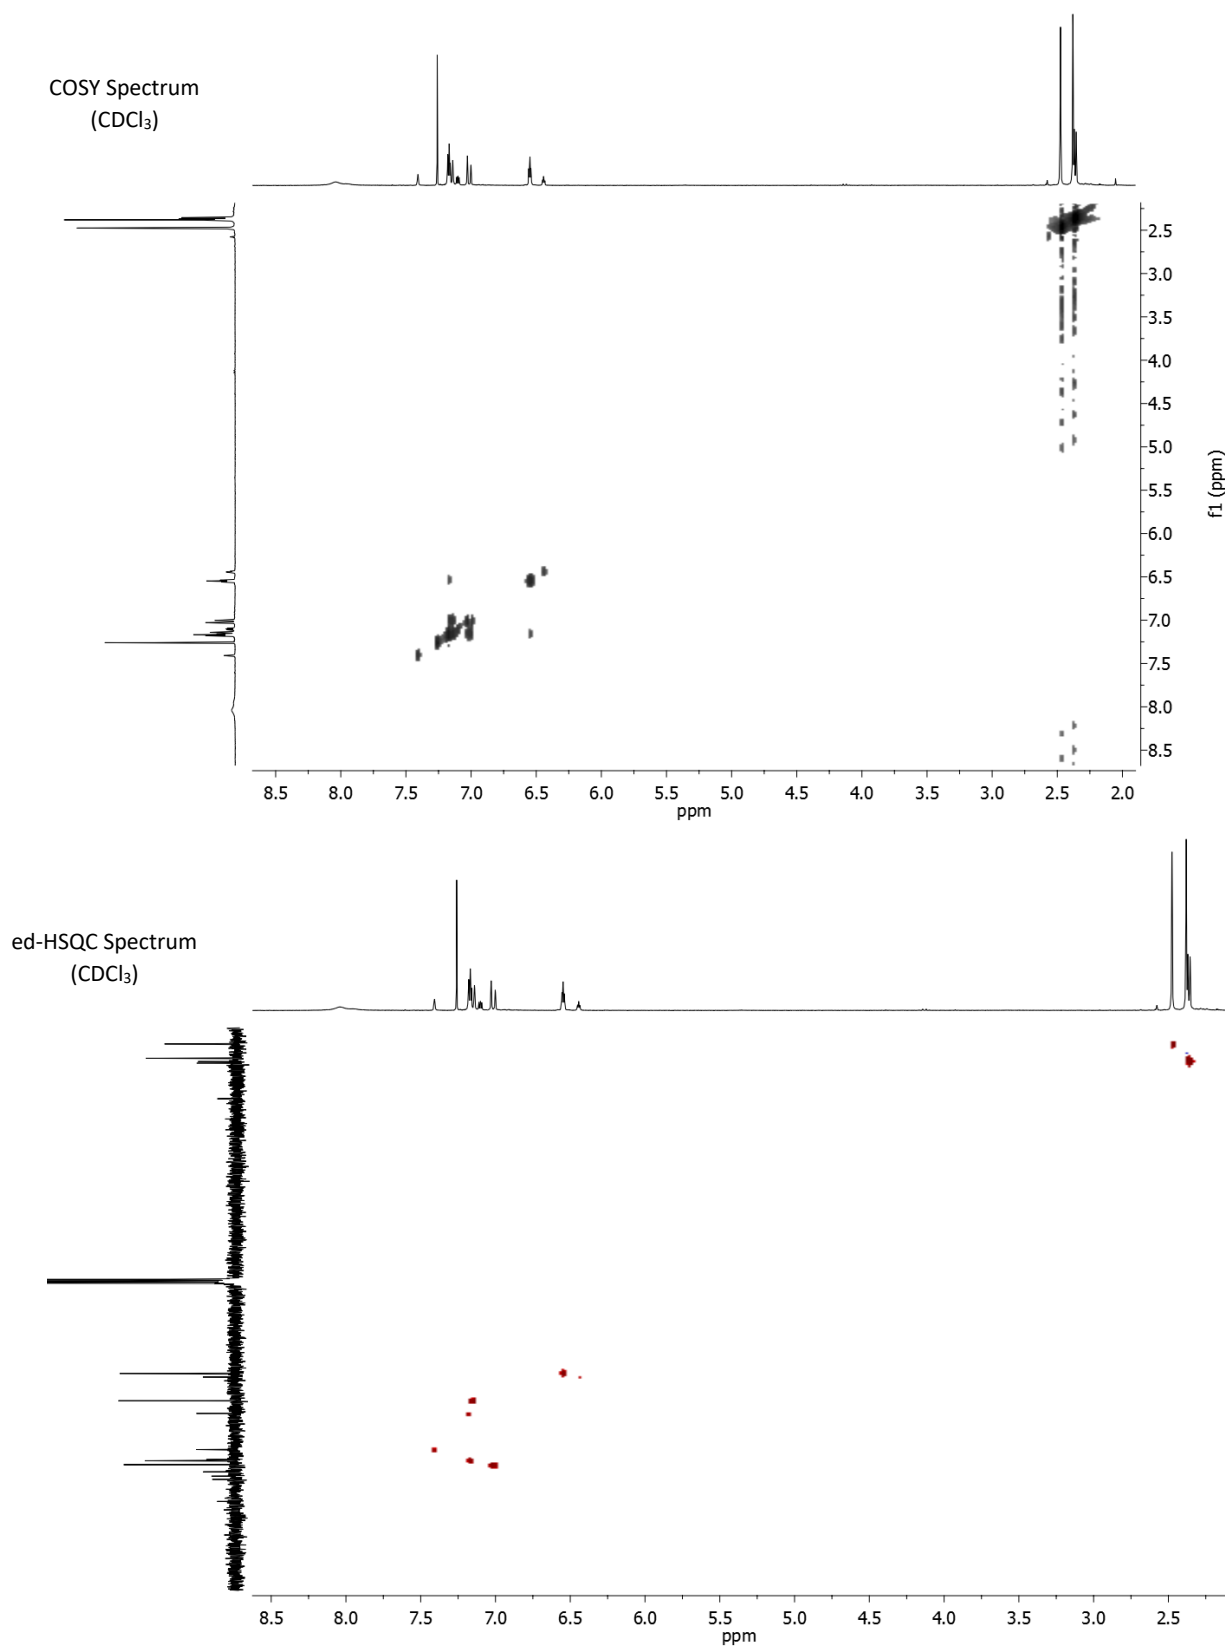 COSY Spectrum
(CDCl₃)
2.5
3.0
3.5
4.0
4.5
5.0
5.5
6.0
6.5
7.0
7.5
8.0
8.5
f1 (ppm)
8.5 8.0 7.5 7.0 6.5 6.0 5.5 5.0 4.5 4.0 3.5 3.0 2.5 2.0
ppm
ed-HSQC Spectrum
(CDCl₃)
8.5 8.0 7.5 7.0 6.5 6.0 5.5 5.0 4.5 4.0 3.5 3.0 2.5
ppm